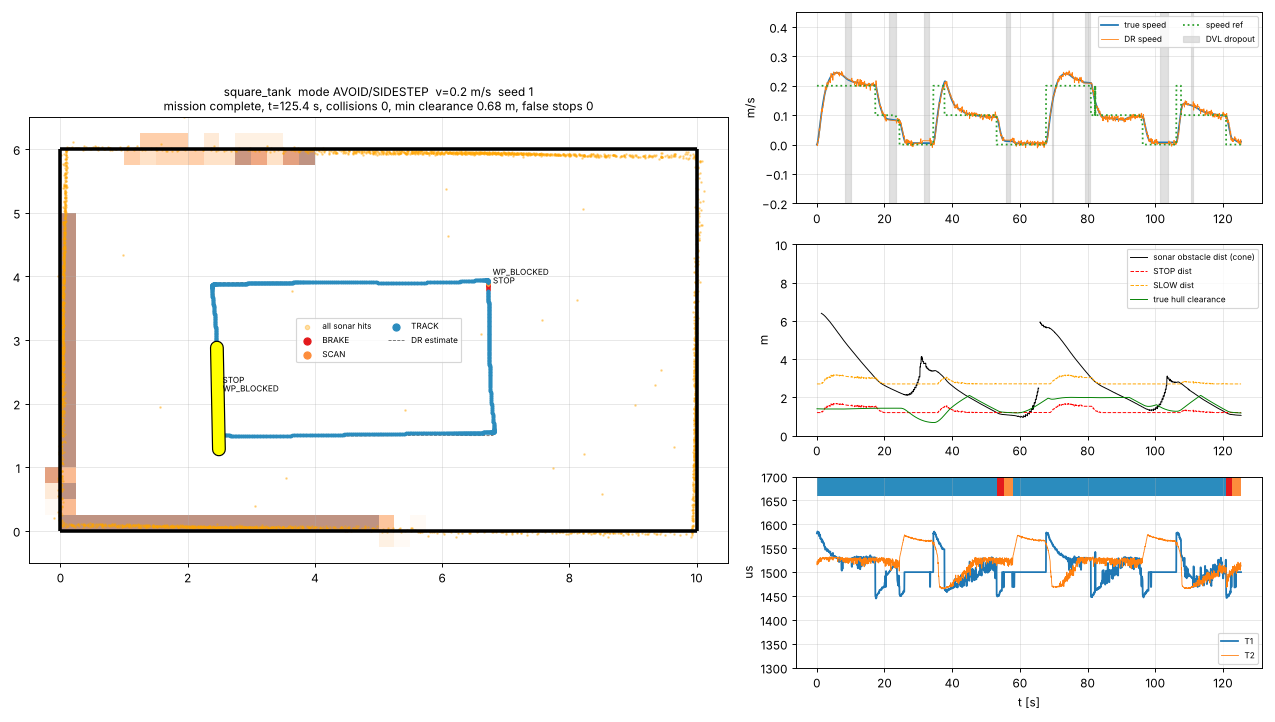 square_tank  mode AVOID/SIDESTEP  v=0.2 m/s  seed 1
mission complete, t=125.4 s, collisions 0, min clearance 0.68 m, false stops 0
6
5
4
3
2
1
0
0
2
4
6
8
10
WP_BLOCKED
STOP
all sonar hits
BRAKE
SCAN
TRACK
DR estimate
STOP
WP_BLOCKED
m/s
0.4
0.3
0.2
0.1
0.0
−0.1
−0.2
true speed
DR speed
speed ref
DVL dropout
0
20
40
60
80
100
120
m
10
8
6
4
2
0
sonar obstacle dist (cone)
STOP dist
SLOW dist
true hull clearance
0
20
40
60
80
100
120
us
1700
1650
1600
1550
1500
1450
1400
1350
1300
T1
T2
0
20
40
60
80
100
120
t [s]